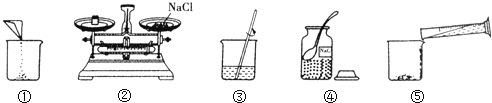 NaCl
NaCl
① ② ③ ④ ⑤